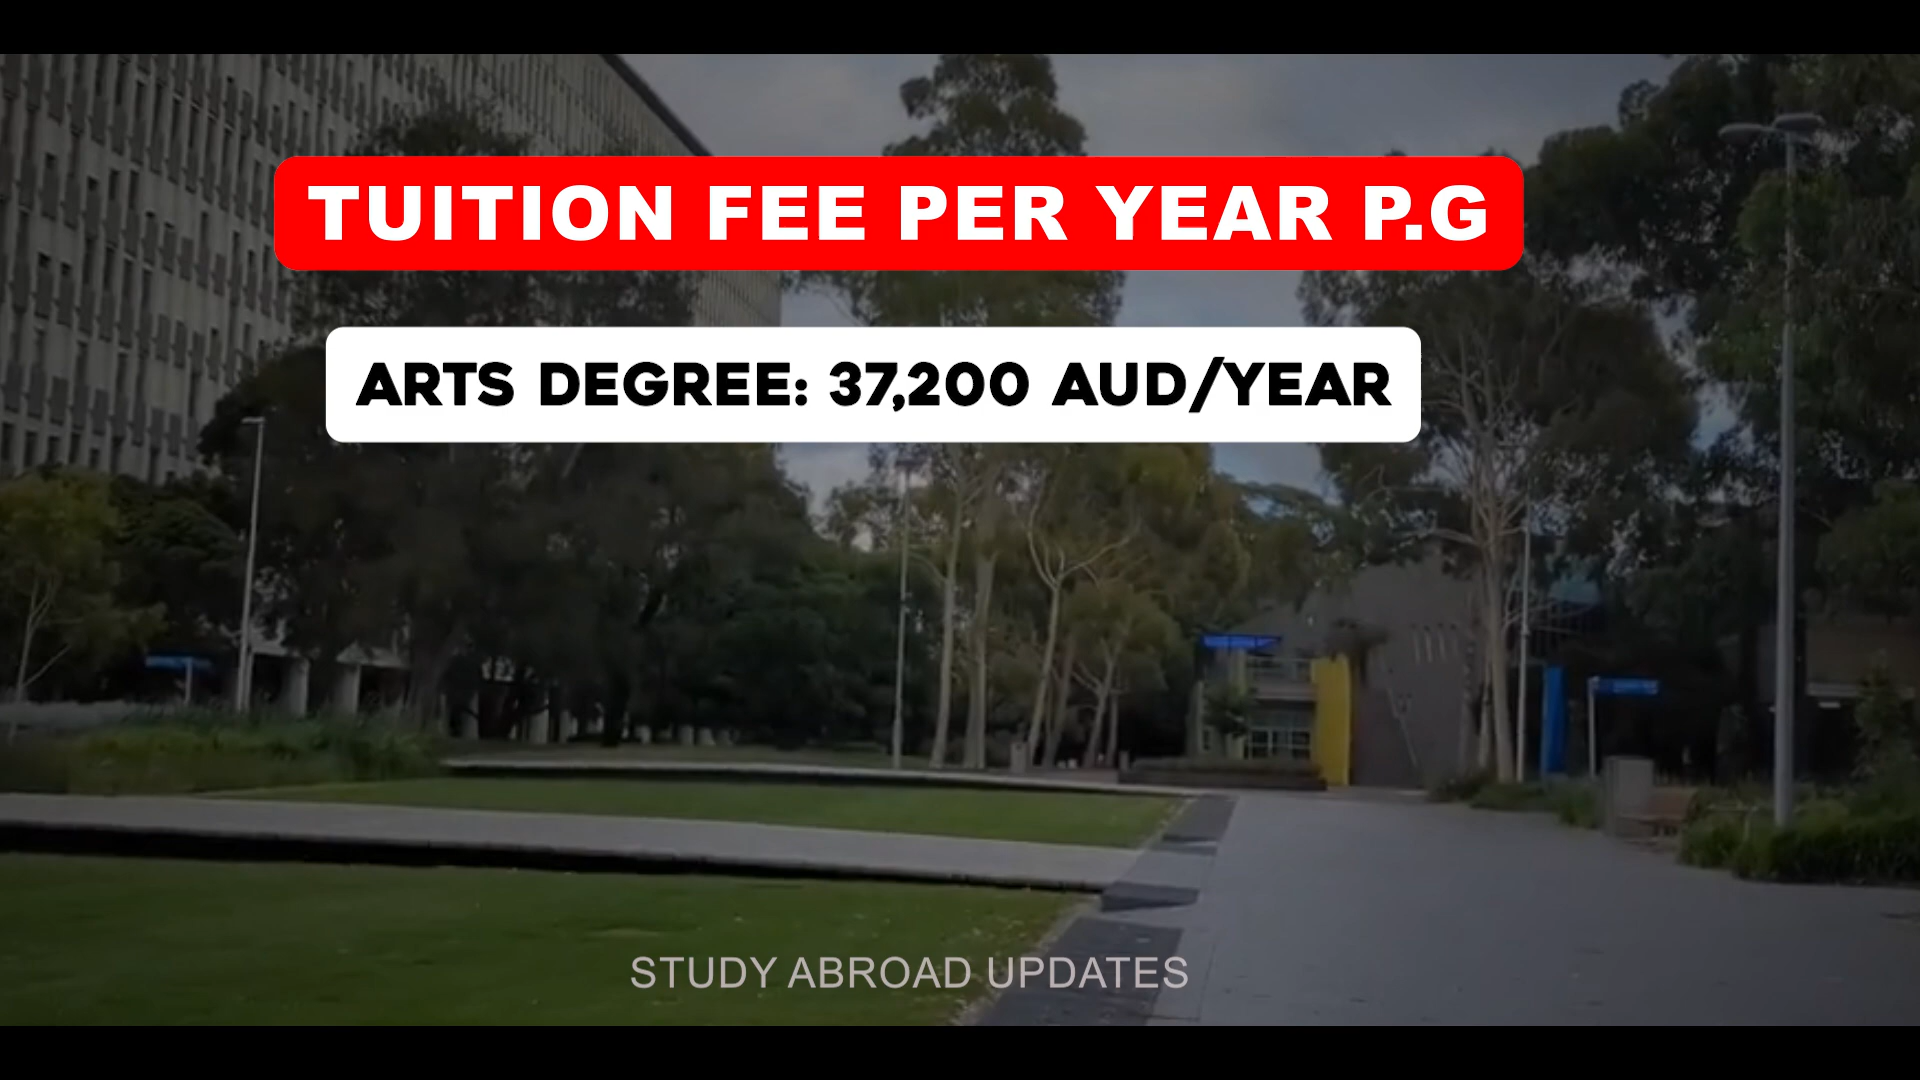 TUITION FEE PER YEAR P.G
ARTS DEGREE: 37,200 AUD/YEAR
STUDY ABROAD UPDATES